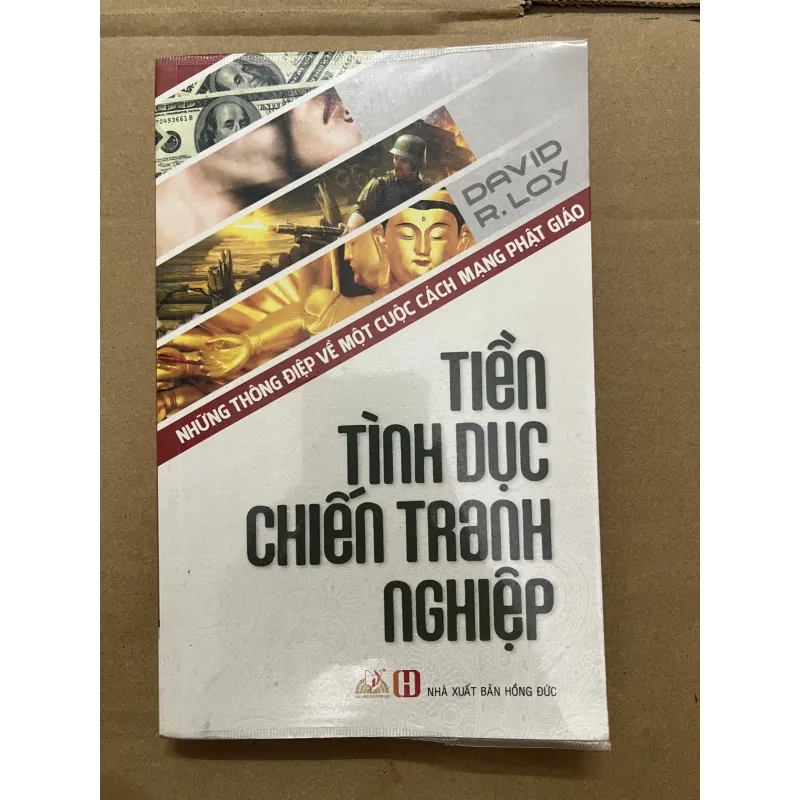 T04936618
DAVID
R. LOY
NHỮNG THÔNG ĐIỆP VỀ MỘT CUỘC CÁCH MẠNG PHẬT GIÁO
TIỀN
TÌNH DỤC
CHIẾN TRANH
NGHIỆP
H NHÀ XUẤT BẢN HỒNG ĐỨC